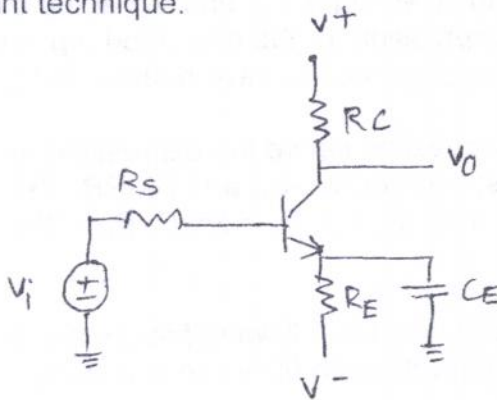 nt technique.
V+
RC
Vo
Rs
Vi
±
RE
CE
V-